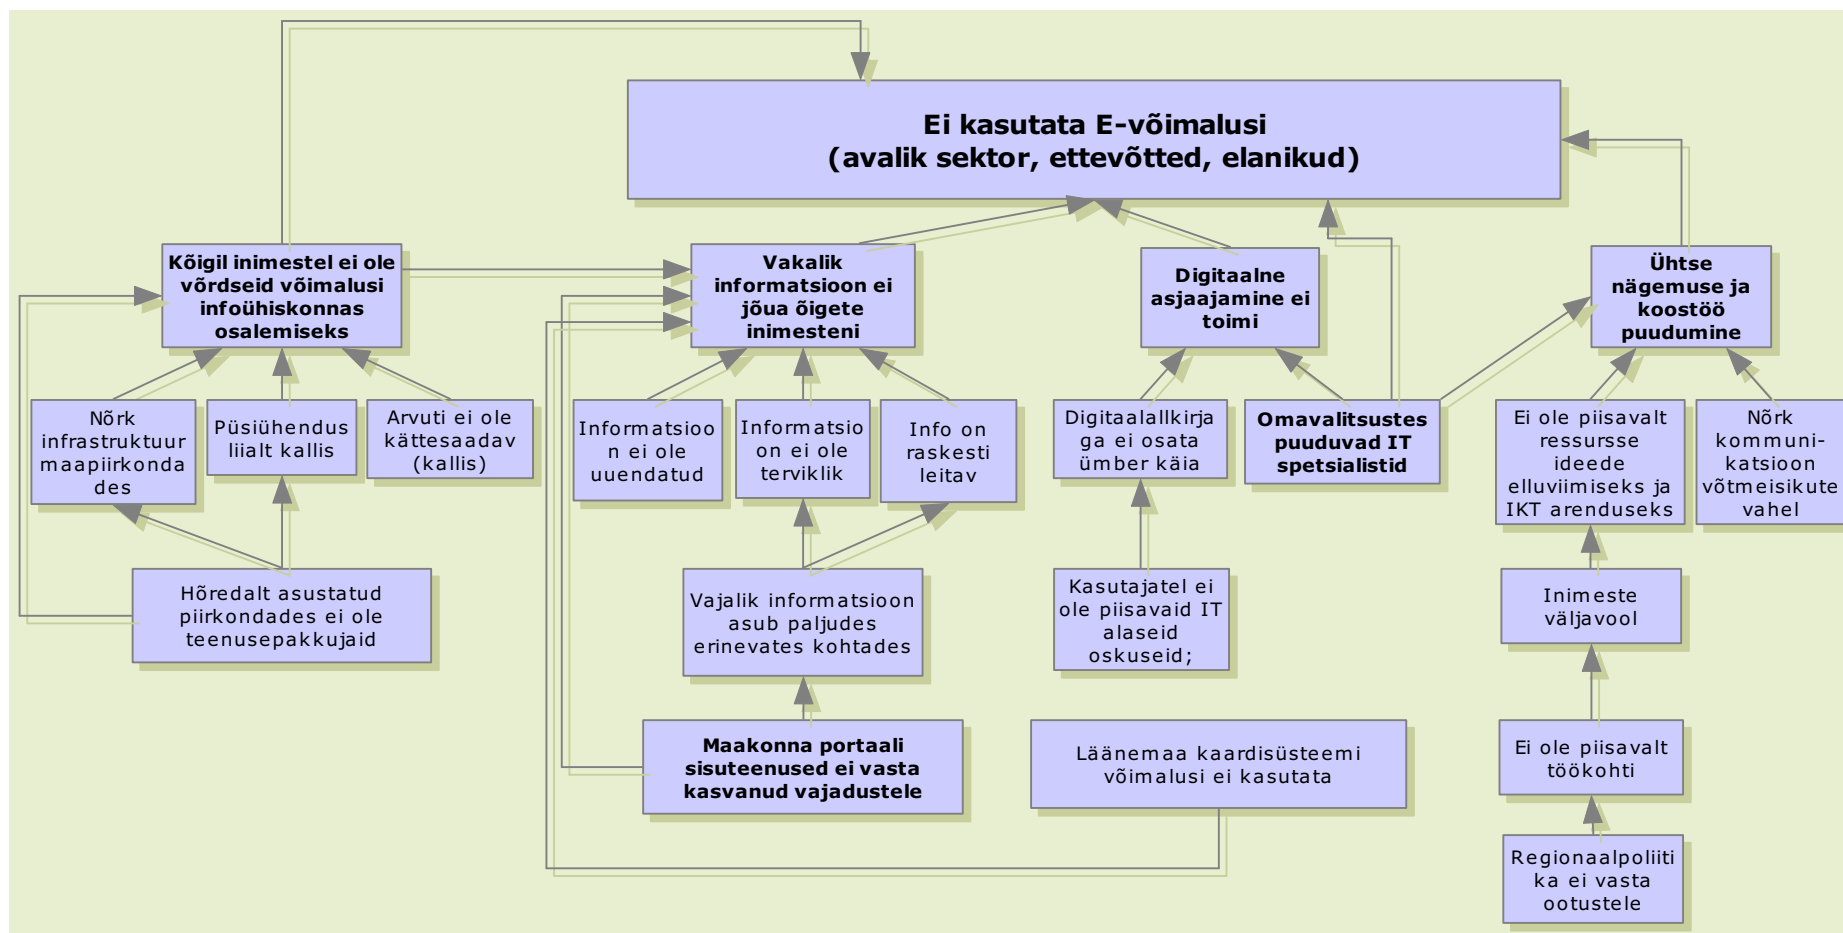 Ei kasutata E-võimalusi
(avalik sektor, ettevõtted, elanikud)
Kõigil inimestel ei ole
võrdseid võimalusi
infoühiskonnas
osalemiseks
Vakalik
informatsioon ei
jõua õigete
inimesteni
Digitaalne
asjaajamine ei
toimi
Ühtse
nägemuse ja
koostöö
puudumine
Nõrk
infrastruktuur
maapiirkonda
des
Püsiühendus
liialt kallis
Arvuti ei ole
kättesaadav
(kallis)
Informatsioo
n ei ole
uuendatud
Informatsio
on ei ole
terviklik
Info on
raskesti
leitav
Digitaalallkirja
ga ei osata
ümber käia
Omavalitsustes
puuduvad IT
spetsialistid
Ei ole piisavalt
ressursse
ideede
elluviimiseks ja
IKT arenduseks
Nõrk
kommuni-
katsioon
võtmeisikute
vahel
Hõredalt asustatud
piirkondades ei ole
teenusepakkujaid
Vajalik informatsioon
asub paljudes
erinevates kohtades
Kasutajatel ei
ole piisavaid IT
alaseid
oskuseid;
Inimeste
väljavool
Maakonna portaali
sisuteenused ei vasta
kasvanud vajadustele
Läänemaa kaardisüsteemi
võimalusi ei kasutata
Ei ole piisavalt
töökohti
Regionaalpoliiti
ka ei vasta
ootustele